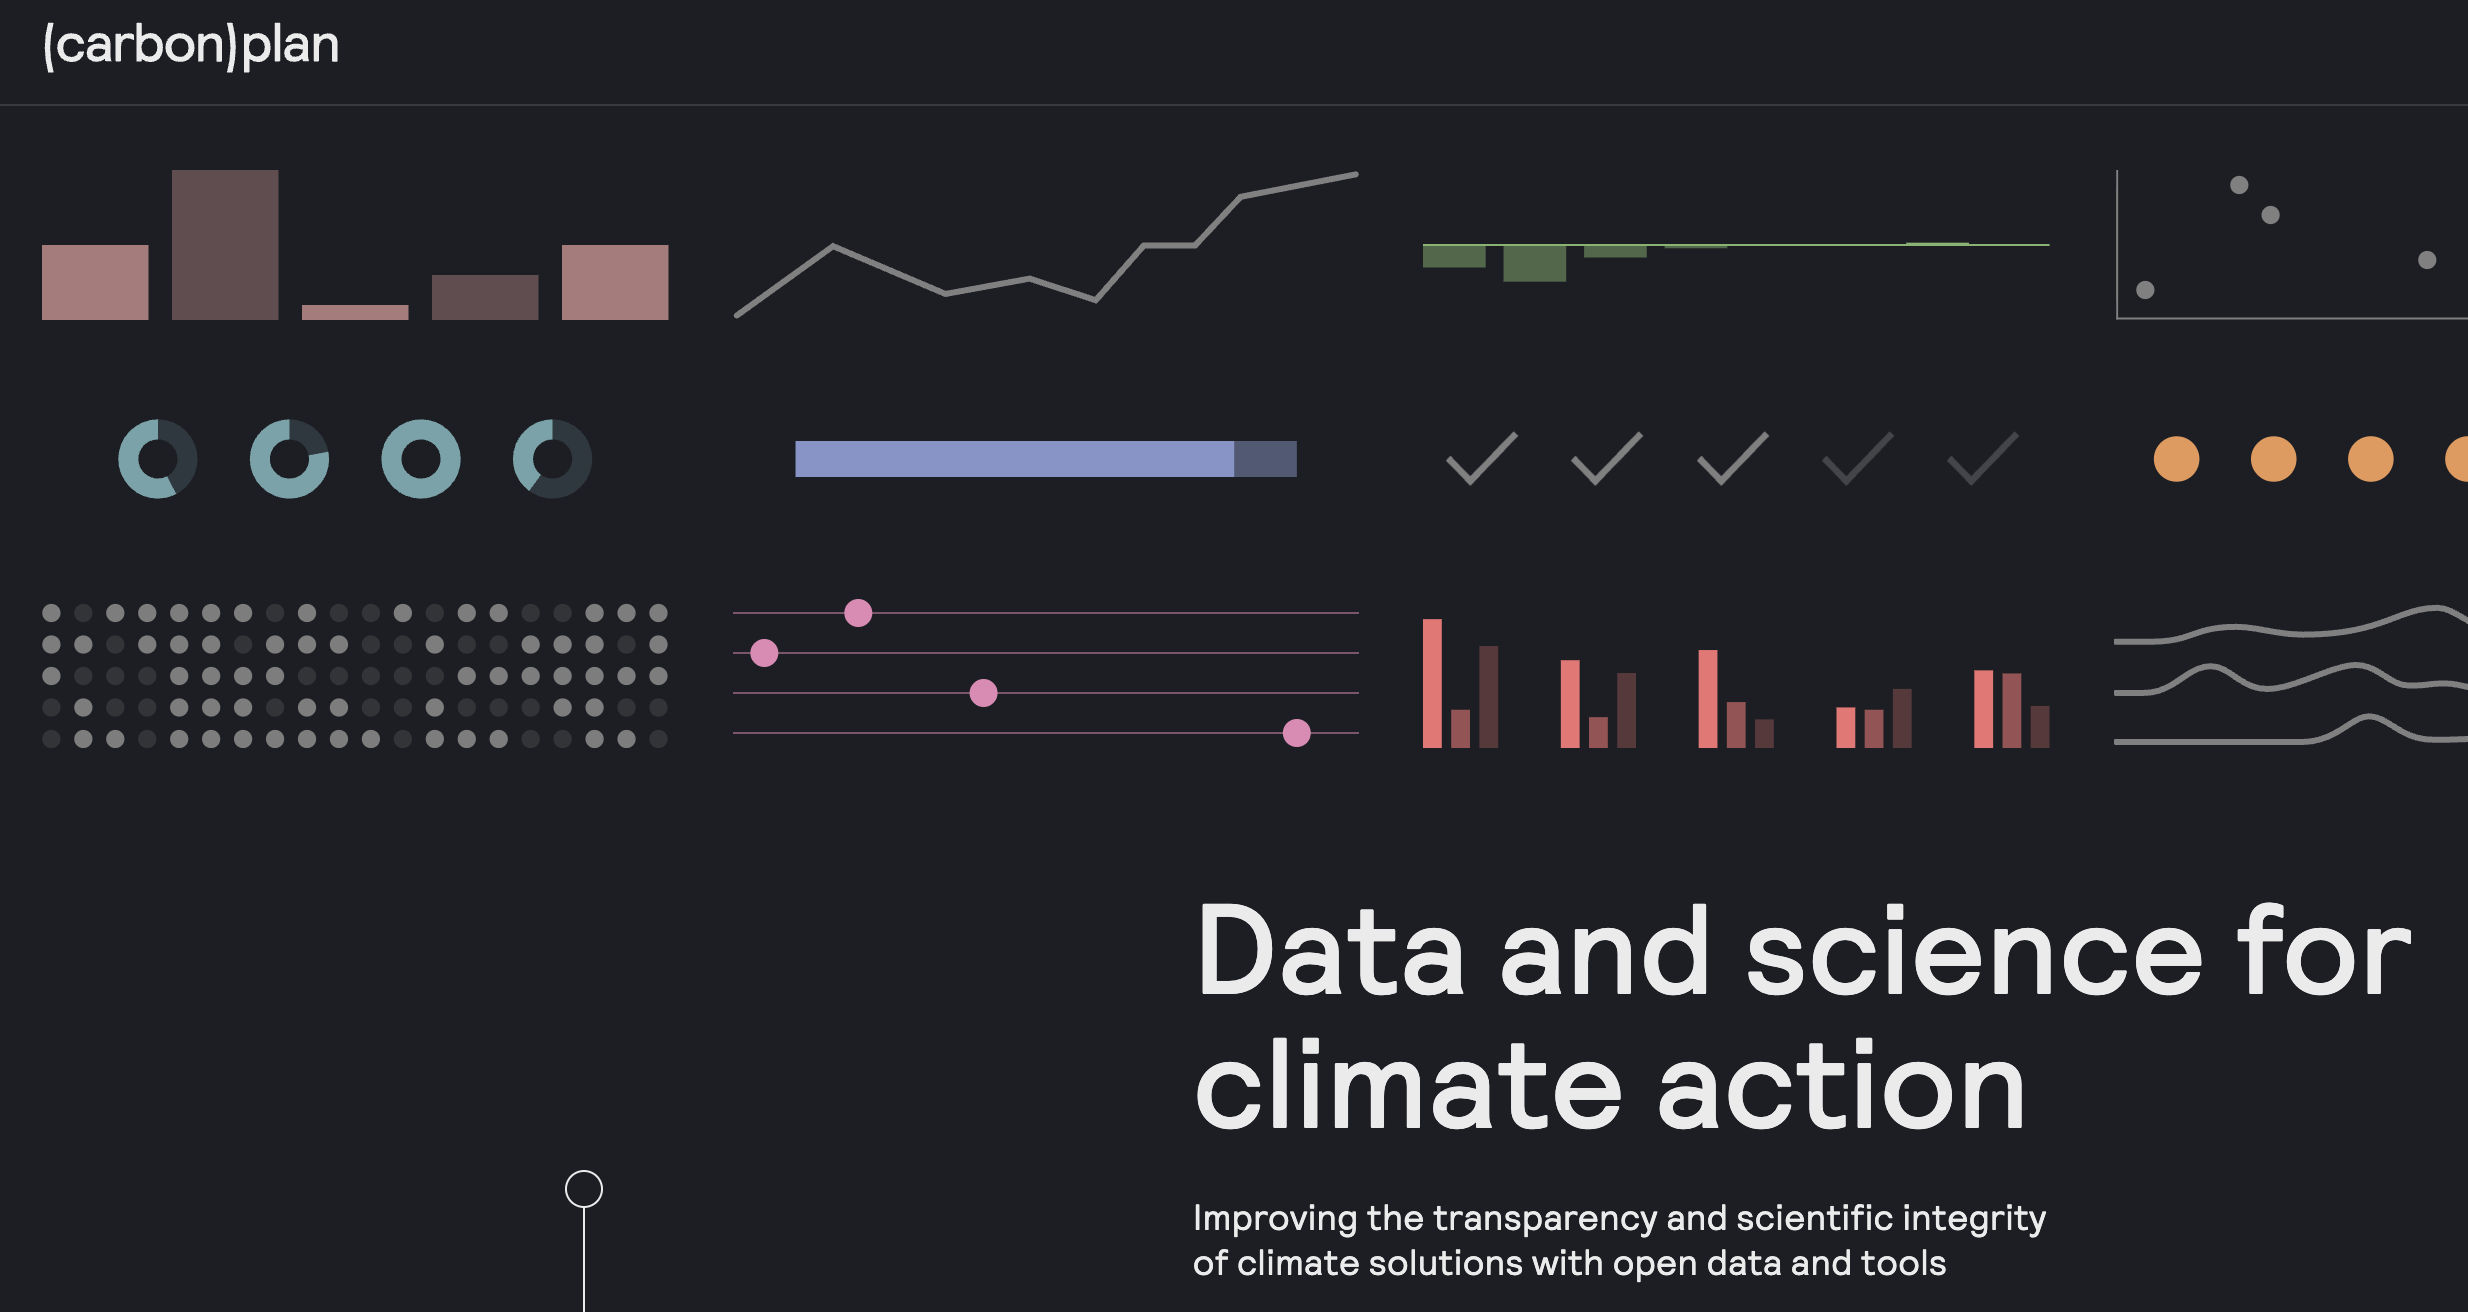 (carbon)plan
Data and science for
climate action
Improving the transparency and scientific integrity
of climate solutions with open data and tools